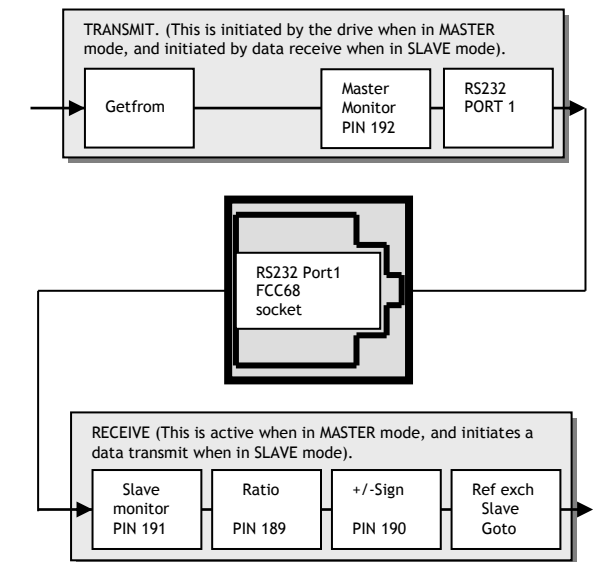 TRANSMIT. (This is initiated by the drive when in MASTER
mode, and initiated by data receive when in SLAVE mode).
Getfrom
Master
Monitor
PIN 192
RS232
PORT 1
RS232 Port1
FCC68
socket
RECEIVE (This is active when in MASTER mode, and initiates a
data transmit when in SLAVE mode).
Slave
monitor
PIN 191
Ratio
PIN 189
+/-Sign
PIN 190
Ref exch
Slave
Goto